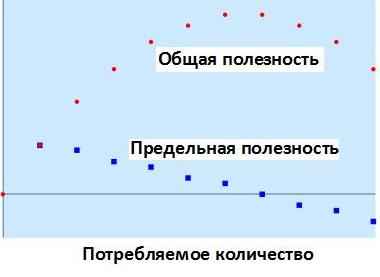 Общая полезность
Предельная полезность
Потребляемое количество